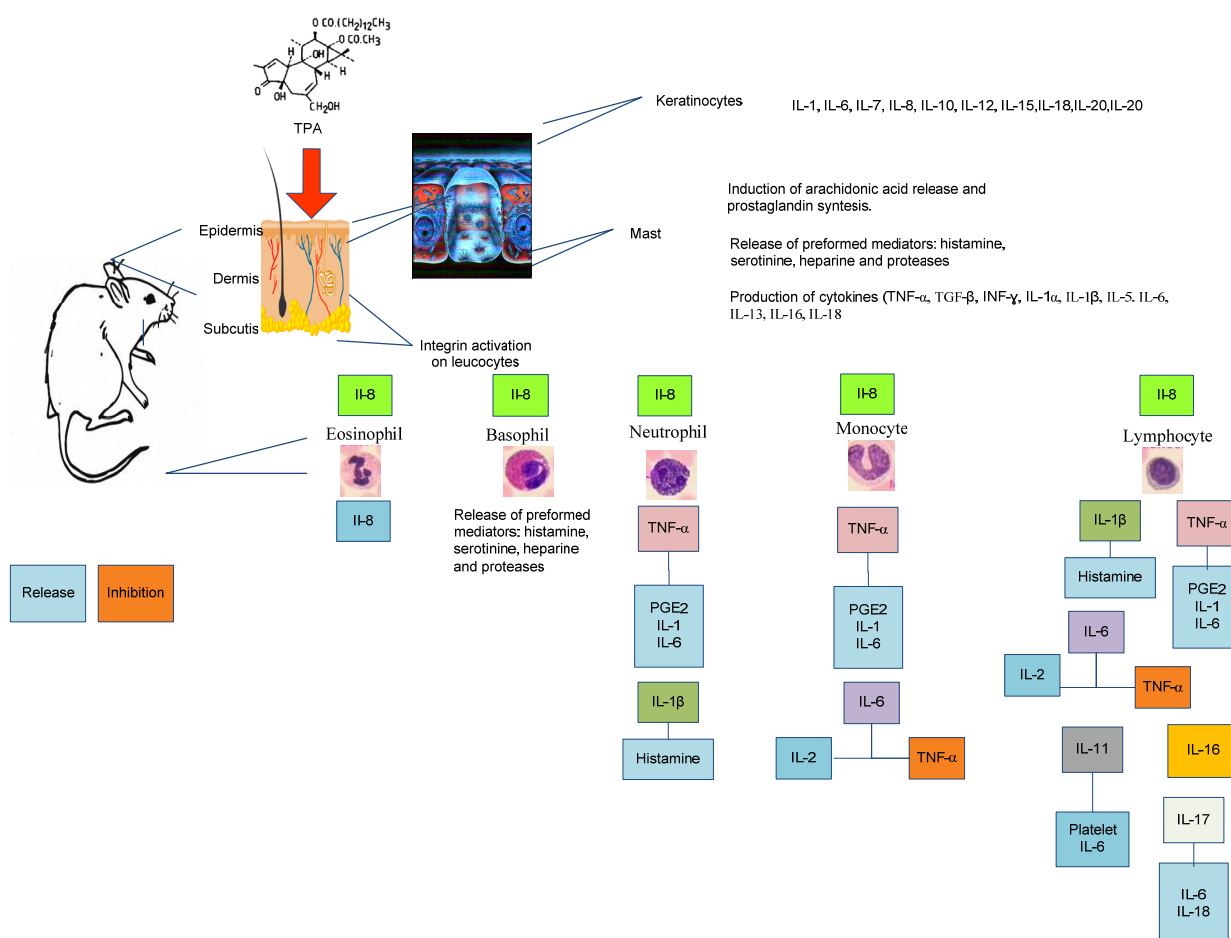 O CO.(CH2)12CH3
O CO.CH3
H
OH
H
H
O
OH
CH2OH
TPA
Keratinocytes
IL-1, IL-6, IL-7, IL-8, IL-10, IL-12, IL-15,IL-18,IL-20,IL-20
Induction of arachidonic acid release and
prostaglandin syntesis.
Mast
Release of preformed mediators: histamine,
serotinine, heparine and proteases
Production of cytokines (TNF-α, TGF-β, INF-ɣ, IL-1α, IL-1β, IL-5. IL-6,
IL-13, IL-16, IL-18
Epidermis
Dermis
Subcutis
Integrin activation
on leucocytes
Il-8
Il-8
Il-8
Il-8
Il-8
Eosinophil
Basophil
Neutrophil
Monocyte
Lymphocyte
Il-8
Release of preformed
mediators: histamine,
serotinine, heparine
and proteases
TNF-α
PGE2
IL-1
IL-6
IL-1β
Histamine
TNF-α
PGE2
IL-1
IL-6
IL-6
IL-2
TNF-α
IL-1β
Histamine
TNF-α
PGE2
IL-1
IL-6
IL-6
IL-2
TNF-α
IL-11
Platelet
IL-6
IL-16
IL-17
IL-6
IL-18
Release
Inhibition